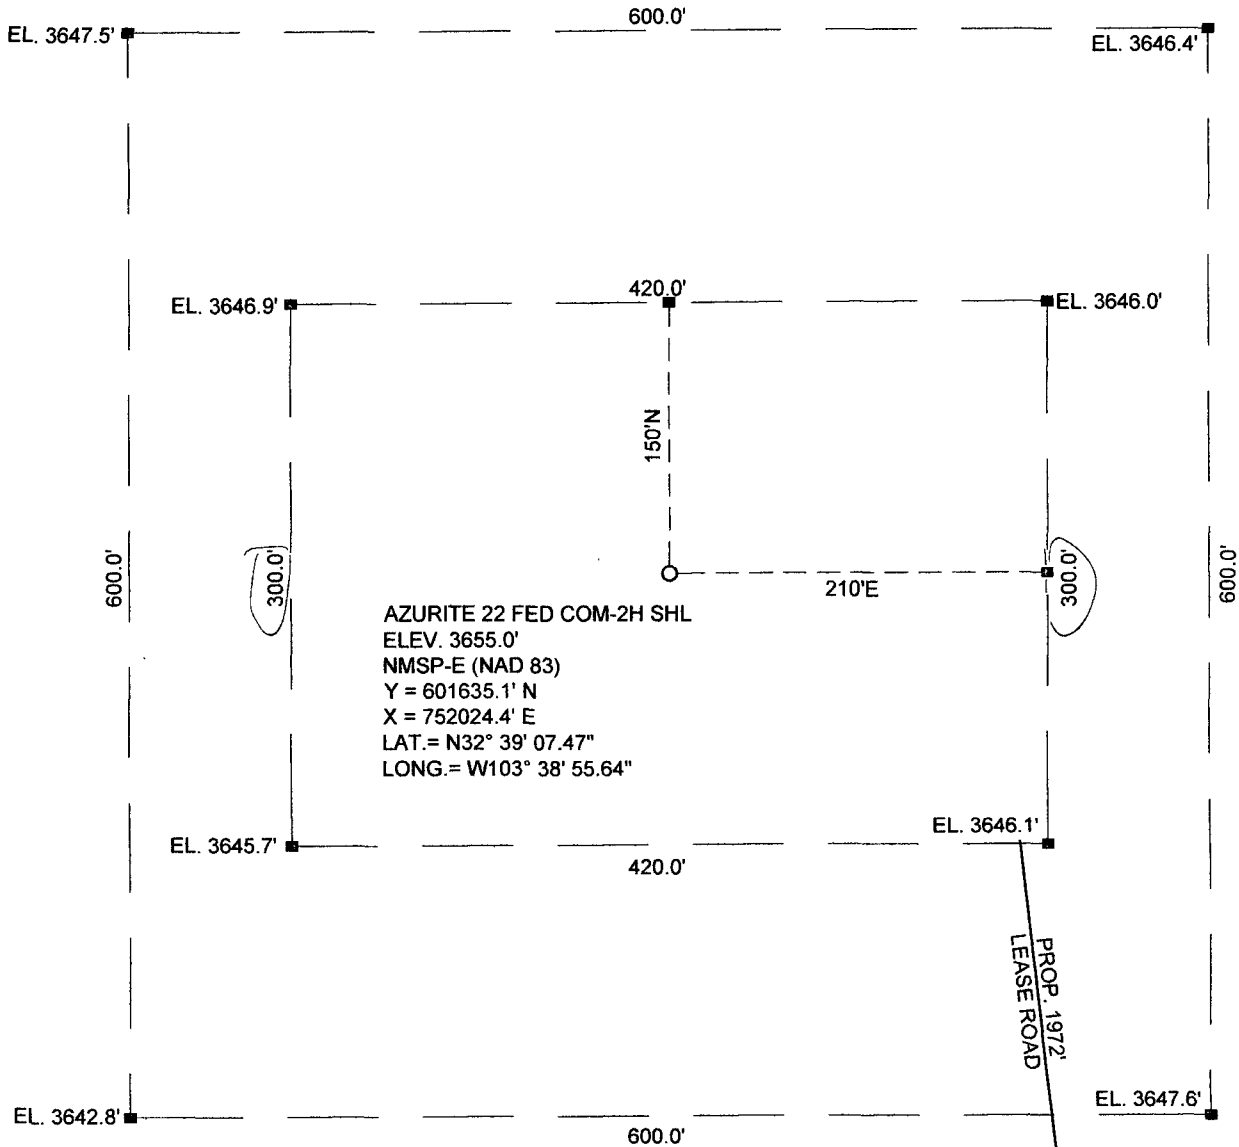 600.0'
EL. 3647.5'
EL. 3646.4'
420.0'
EL. 3646.9'
EL. 3646.0'
150'N
600.0'
300.0'
210'E
300.0'
600.0'
AZURITE 22 FED COM-2H SHL
ELEV. 3655.0'
NMSP-E (NAD 83)
Y = 601635.1' N
X = 752024.4' E
LAT.= N32° 39' 07.47"
LONG.= W103° 38' 55.64"
EL. 3645.7'
EL. 3646.1'
420.0'
PROP. 1972'
LEASE ROAD
EL. 3642.8'
EL. 3647.6'
600.0'